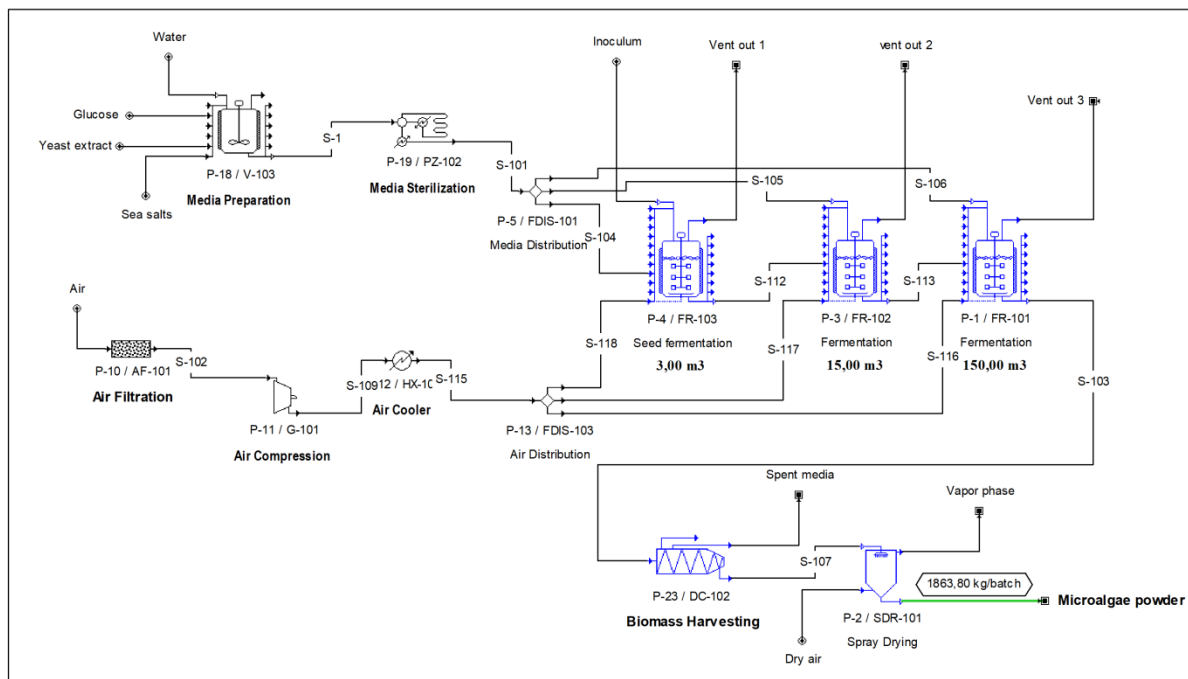 Water
Inoculum
Vent out 1
vent out 2
Vent out 3
Glucose
Yeast extract
Sea salts
S-1
P-18 / V-103
Media Preparation
P-19 / PZ-102
Media Sterilization
S-101
P-5 / FDIS-101
Media Distribution
S-104
S-105
S-106
S-112
S-113
P-4 / FR-103
Seed fermentation
3,00 m3
P-3 / FR-102
Fermentation
15,00 m3
P-1 / FR-101
Fermentation
150,00 m3
Air
S-102
P-10 / AF-101
Air Filtration
P-11 / G-101
Air Compression
S-109
12 / HX-10
S-115
Air Cooler
S-118
S-117
S-116
S-103
P-13 / FDIS-103
Air Distribution
Spent media
Vapor phase
S-107
P-23 / DC-102
Biomass Harvesting
1863,80 kg/batch
Microalgae powder
P-2 / SDR-101
Spray Drying
Dry air